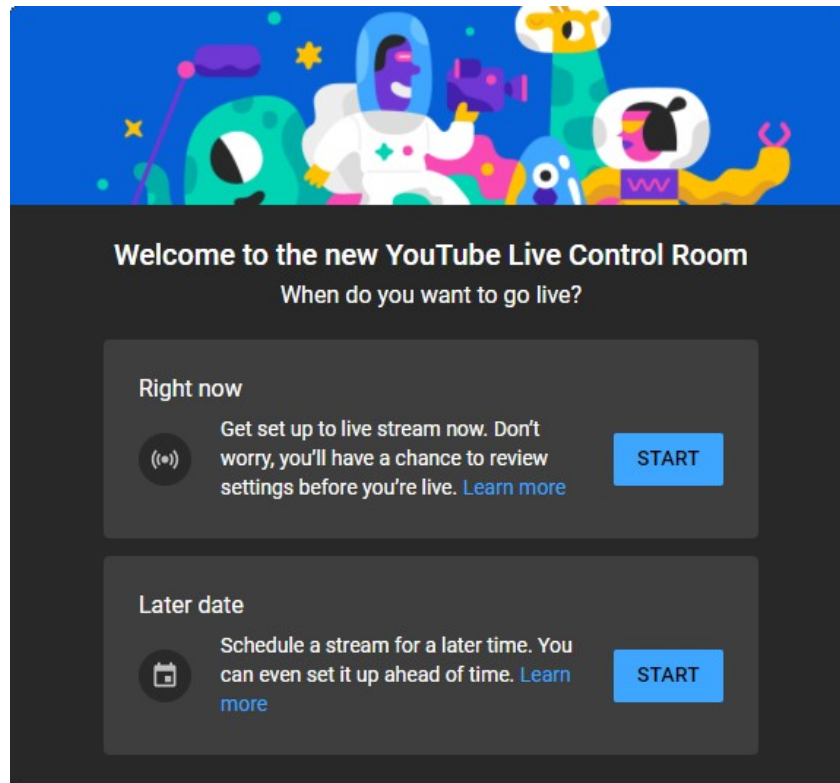 Welcome to the new YouTube Live Control Room
When do you want to go live?
Right now
Get set up to live stream now. Don't
worry, you'll have a chance to review
settings before you're live. Learn more
START
Later date
Schedule a stream for a later time. You
can even set it up ahead of time. Learn
more
START